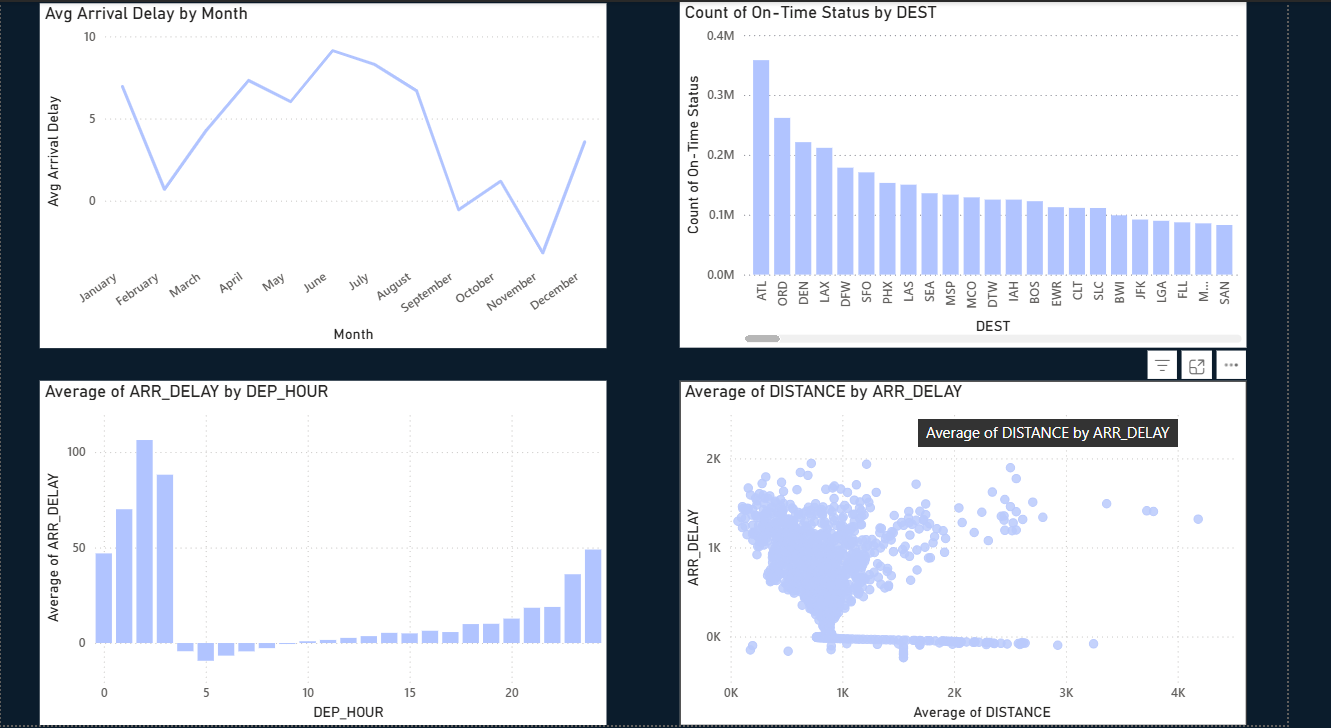 Avg Arrival Delay by Month
10
5
0
Avg Arrival Delay
January
February
March
April
May
June
July
August
September
October
November
December
Month
Count of On-Time Status by DEST
0.4M
0.3M
0.2M
0.1M
0.0M
Count of On-Time Status
ATL
ORD
DEN
LAX
DFW
SFO
PHX
LAS
SEA
MSP
MCO
DTW
IAH
BOS
EWR
CLT
SLC
BWI
JFK
LGA
FLL
M...
SAN
DEST
Average of ARR_DELAY by DEP_HOUR
100
50
0
Average of ARR_DELAY
0 5 10 15 20
DEP_HOUR
Average of DISTANCE by ARR_DELAY
Average of DISTANCE by ARR_DELAY
2K
1K
0K
ARR_DELAY
0K 1K 2K 3K 4K
Average of DISTANCE